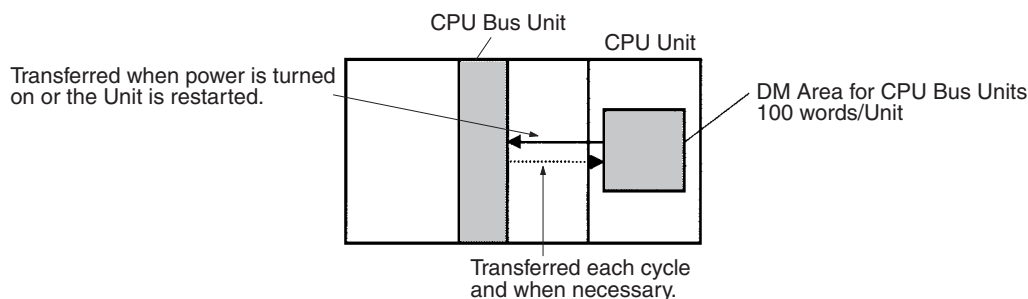 CPU Bus Unit
CPU Unit
Transferred when power is turned
on or the Unit is restarted.
DM Area for CPU Bus Units
100 words/Unit
Transferred each cycle
and when necessary.